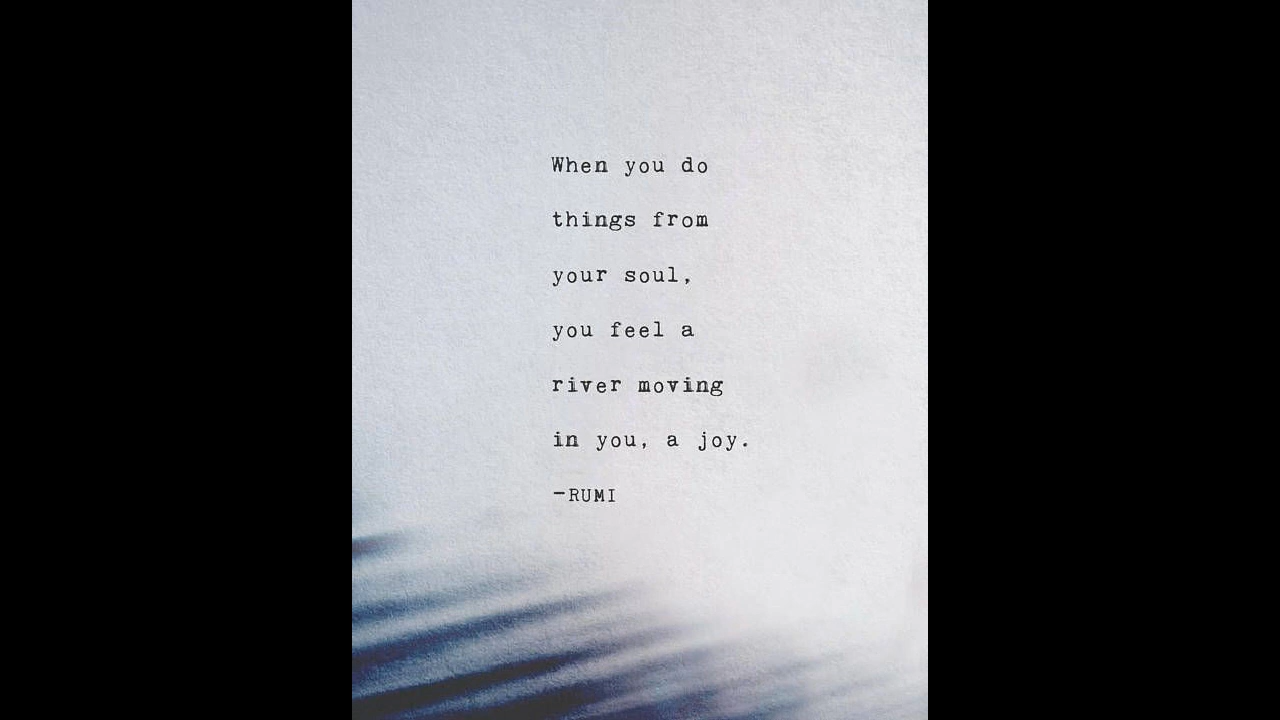 When you do
things from
your soul,
you feel a
river moving
in you, a joy.
-RUMI